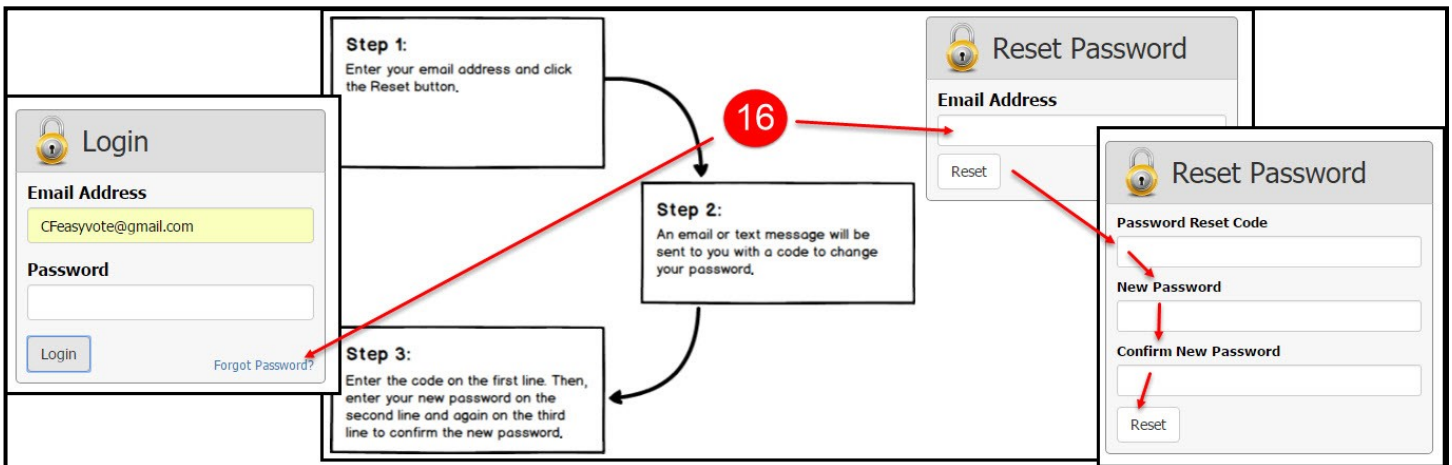 Login
Email Address
CFeasyvote@gmail.com
Password
Login
Forgot Password?
Step 1:
Enter your email address and click
the Reset button.
16
Step 2:
An email or text message will be
sent to you with a code to change
your password.
Step 3:
Enter the code on the first line. Then,
enter your new password on the
second line and again on the third
line to confirm the new password.
Reset Password
Email Address
Reset
Reset Password
Password Reset Code
New Password
Confirm New Password
Reset